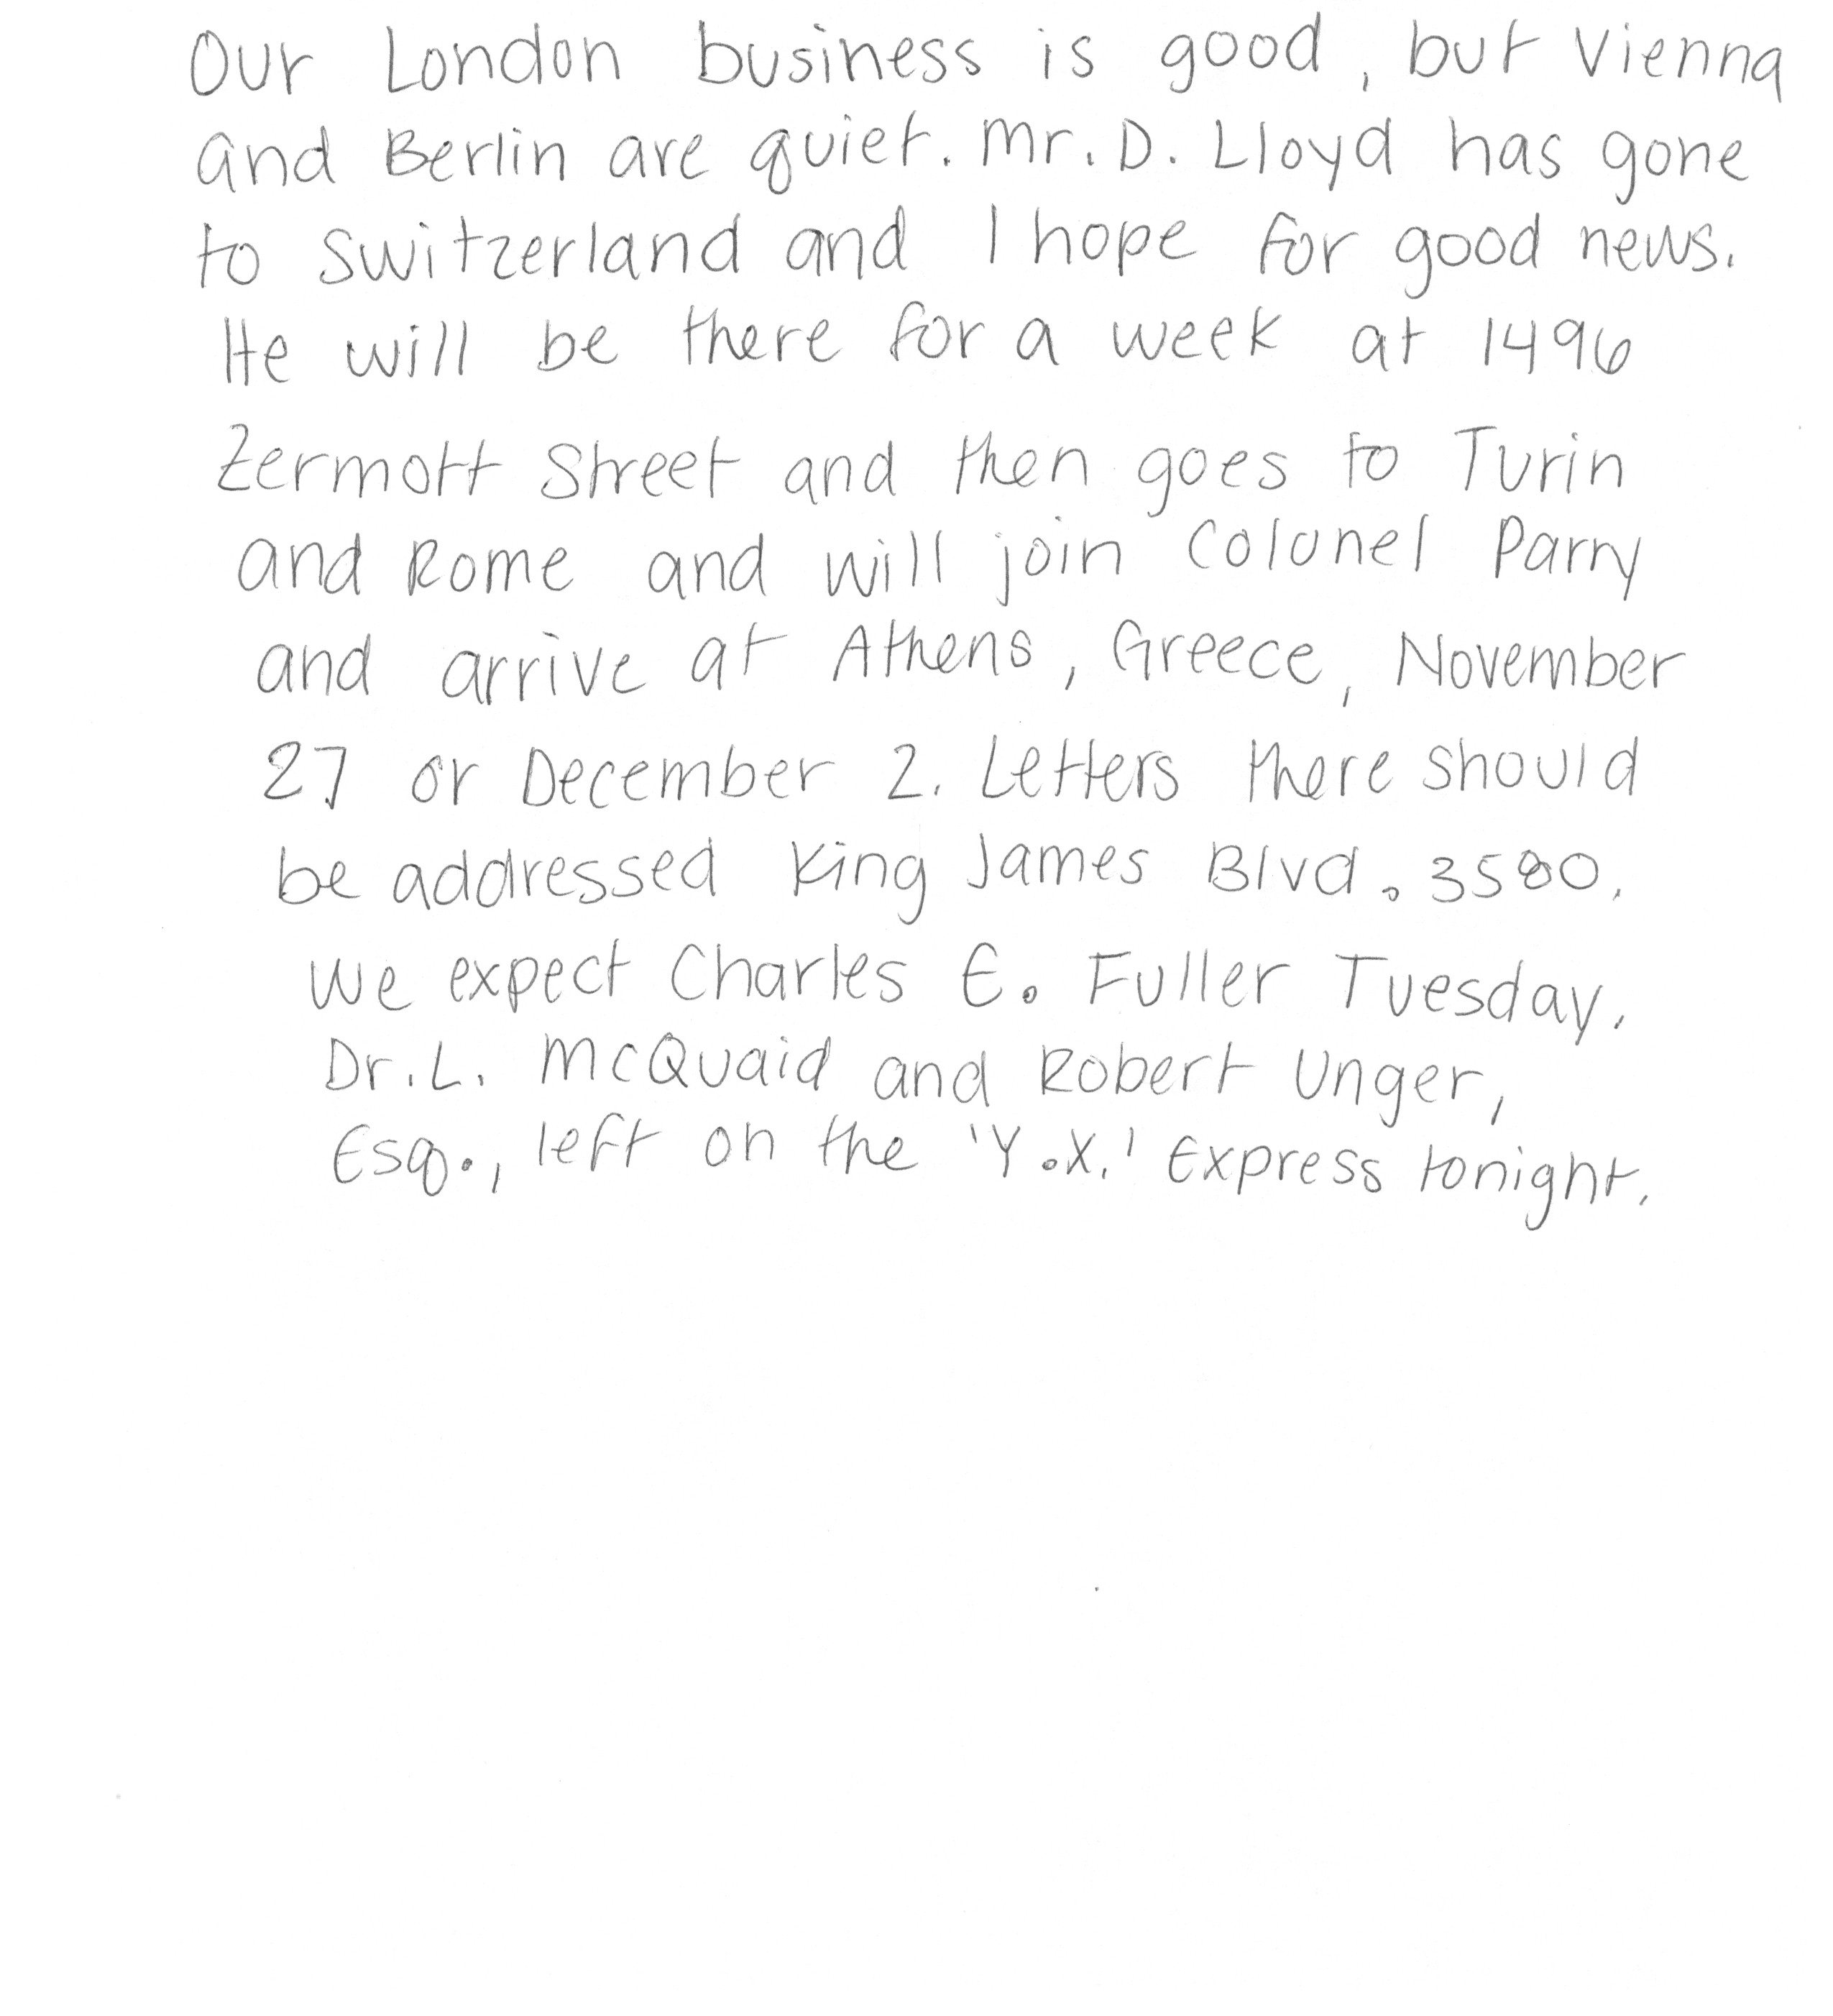 Our London business is good, but Vienna
and Berlin are quiet. Mr. D. Lloyd has gone
to Switzerland and I hope for good news.
He will be there for a week at 1496
Zermott Street and then goes to Turin
and Rome and will join Colonel Parry
and arrive at Athens, Greece, November
27 or December 2. Letters there should
be addressed King James Blvd. 3580.
We expect Charles E. Fuller Tuesday.
Dr. L. McQuaid and Robert Unger,
Esq., left on the 'Y.X.' Express tonight.